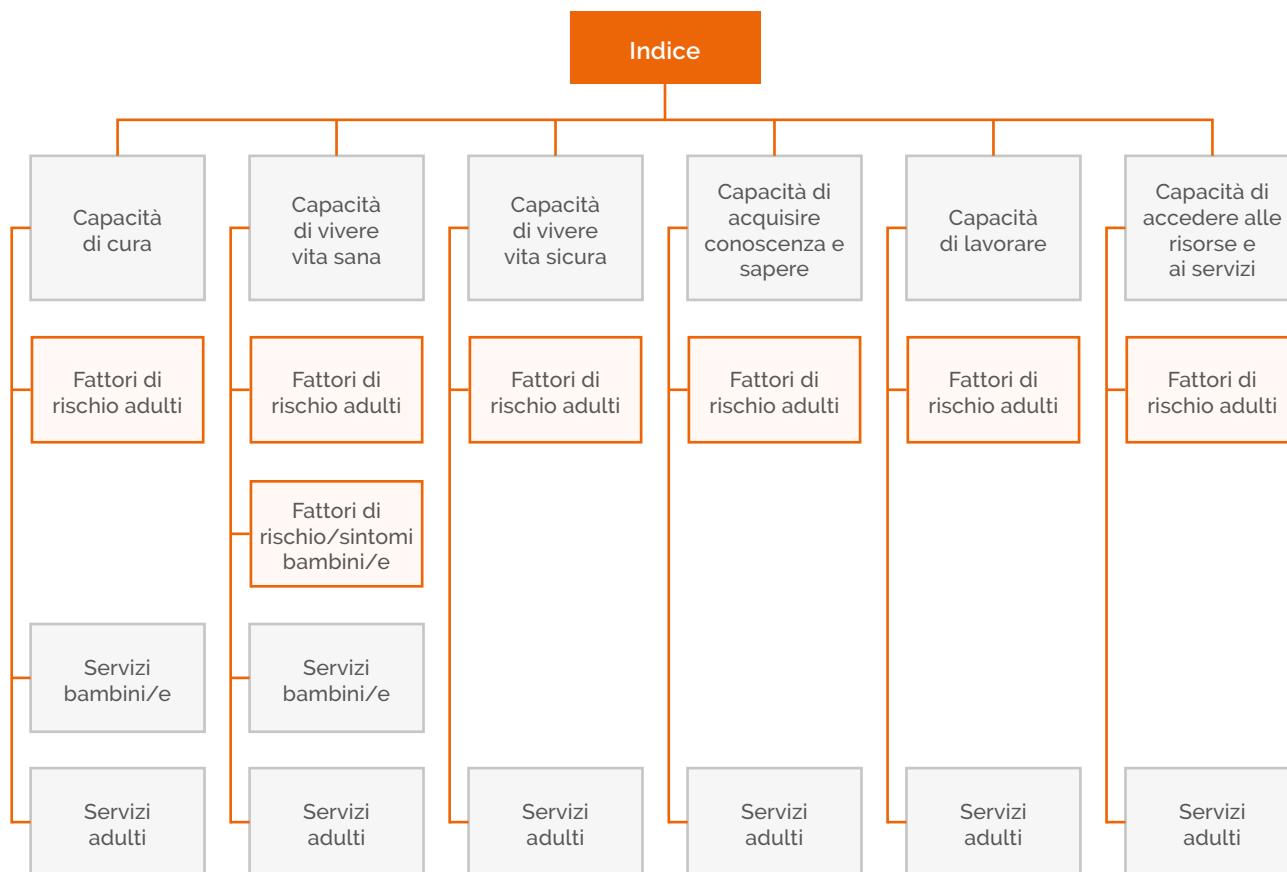 Indice
Capacità
di cura
Capacità
di vivere
vita sana
Capacità
di vivere
vita sicura
Capacità di
acquisire
conoscenza e
sapere
Capacità
di lavorare
Capacità di
accedere alle
risorse e
ai servizi
Fattori di
rischio adulti
Fattori di
rischio adulti
Fattori di
rischio adulti
Fattori di
rischio adulti
Fattori di
rischio adulti
Fattori di
rischio adulti
Fattori di
rischio/sintomi
bambini/e
Servizi
bambini/e
Servizi
bambini/e
Servizi
adulti
Servizi
adulti
Servizi
adulti
Servizi
adulti
Servizi
adulti
Servizi
adulti